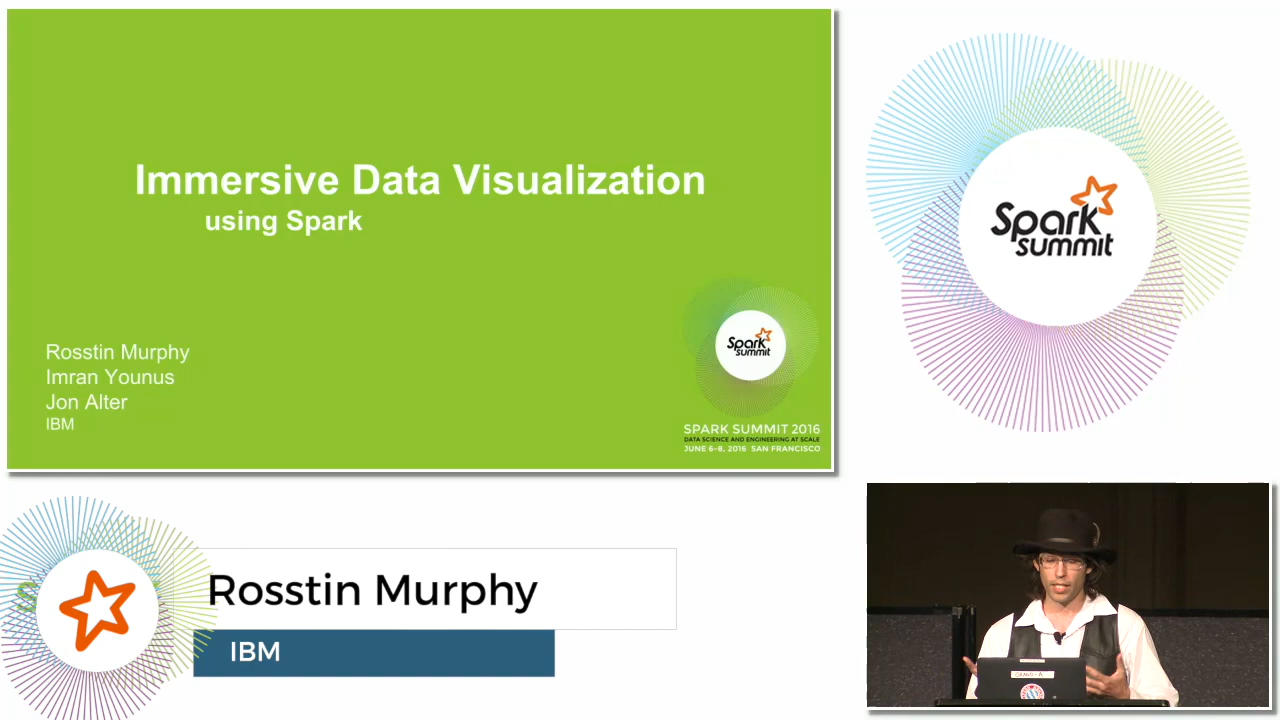 Immersive Data Visualization
using Spark
Rosstin Murphy
Imran Younus
Jon Alter
IBM
Spark
summit
SPARK SUMMIT 2016
DATA SCIENCE AND ENGINEERING AT SCALE
JUNE 6-8, 2016 SAN FRANCISCO
Spark
summit
Rosstin Murphy
IBM